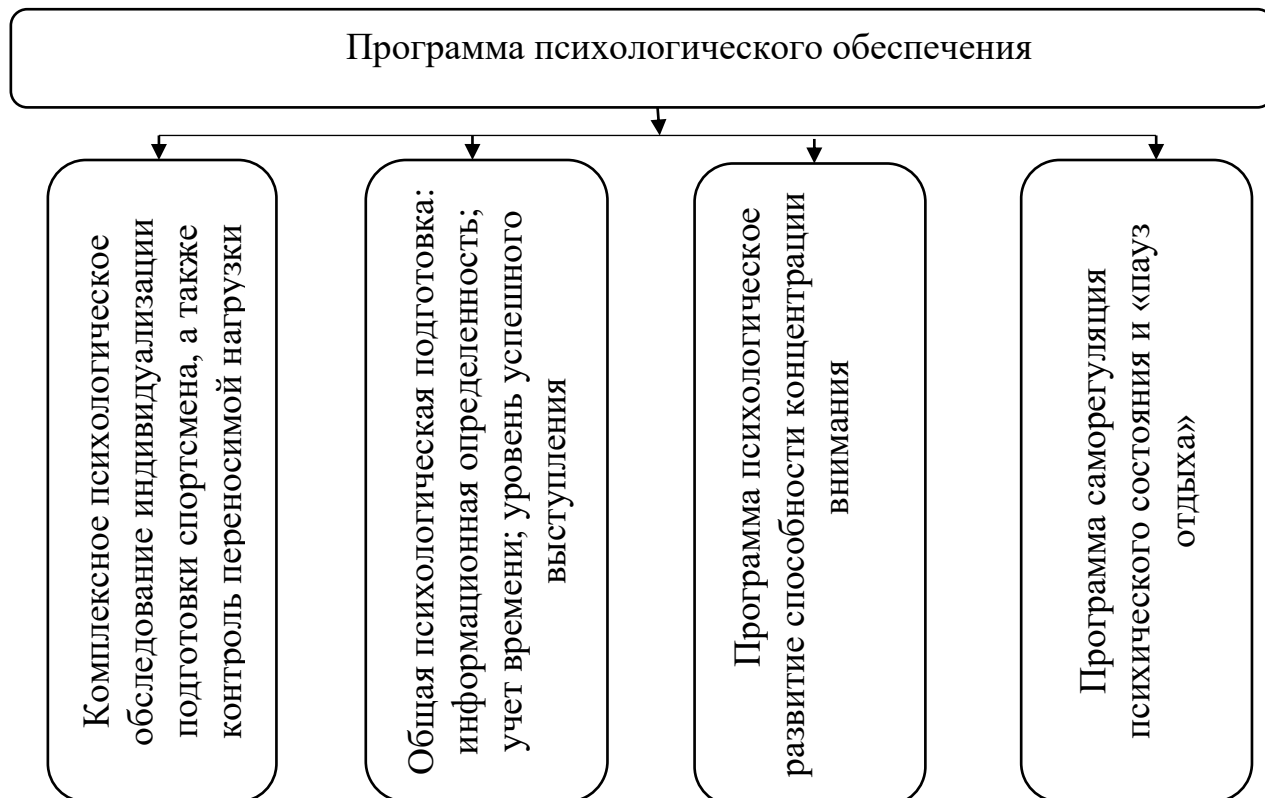 Программа психологического обеспечения
Комплексное психологическое
обследование индивидуализации
подготовки спортсмена, а также
контроль переносимой нагрузки
Общая психологическая подготовка:
информационная определенность;
учет времени; уровень успешного
выступления
Программа психологическое
развитие способности концентрации
внимания
Программа саморегуляция
психического состояния и «пауз
отдыха»